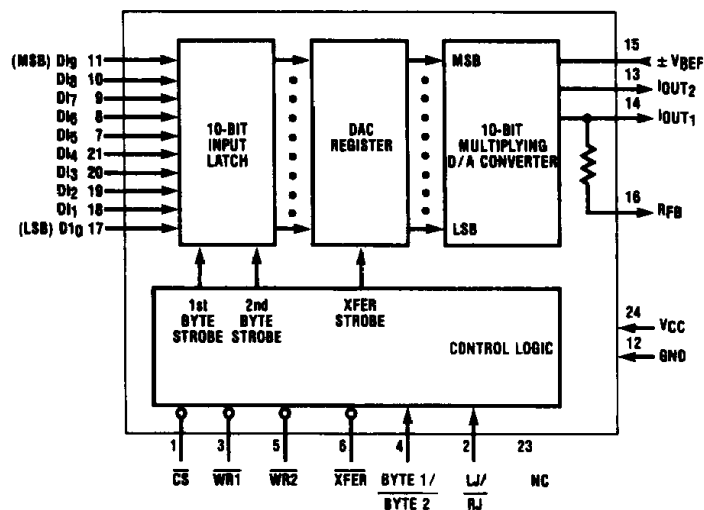 (MSB) DI9 11
DI8 10
DI7 9
DI6 8
DI5 7
DI4 21
DI3 20
DI2 19
DI1 18
(LSB) D10 17
10-BIT
INPUT
LATCH
DAC
REGISTER
MSB
10-BIT
MULTIPLYING
D/A CONVERTER
LSB
15
± VREF
13
IOUT2
14
IOUT1
16
RFB
24
VCC
12
GND
1st
BYTE
STROBE
2nd
BYTE
STROBE
XFER
STROBE
CONTROL LOGIC
1 3 5 6 4 2 23
CS WR1 WR2 XFER BYTE 1/ LJ/ NC
BYTE 2 RJ